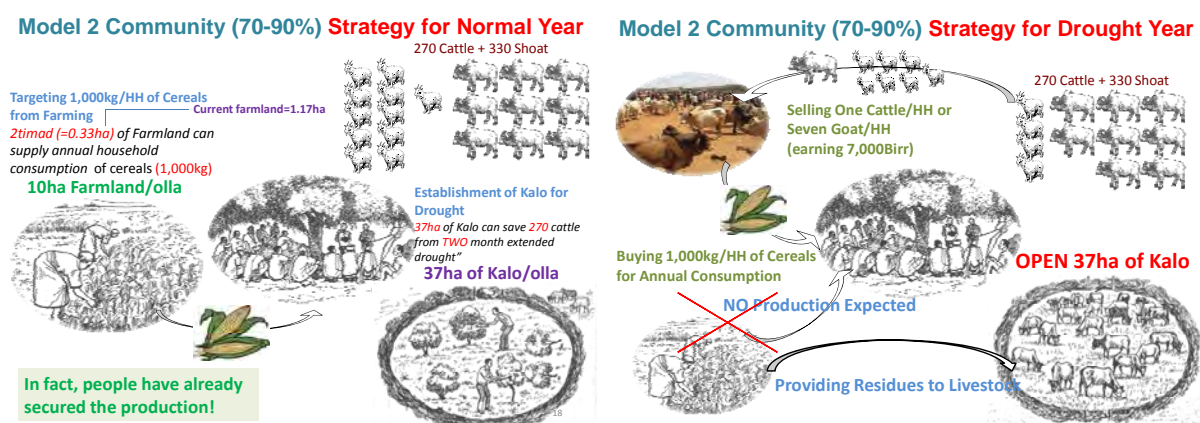 Model 2 Community (70-90%) Strategy for Normal Year
270 Cattle + 330 Shoat
Targeting 1,000kg/HH of Cereals
from Farming
Current farmland=1.17ha
2timad (=0.33ha) of Farmland can
supply annual household
consumption of cereals (1,000kg)
10ha Farmland/olla
Establishment of Kalo for
Drought
37ha of Kalo can save 270 cattle
from TWO month extended
drought"
37ha of Kalo/olla
In fact, people have already
secured the production!
18
Model 2 Community (70-90%) Strategy for Drought Year
270 Cattle + 330 Shoat
Selling One Cattle/HH or
Seven Goat/HH
(earning 7,000Birr)
Buying 1,000kg/HH of Cereals
for Annual Consumption
OPEN 37ha of Kalo
NO Production Expected
Providing Residues to Livestock